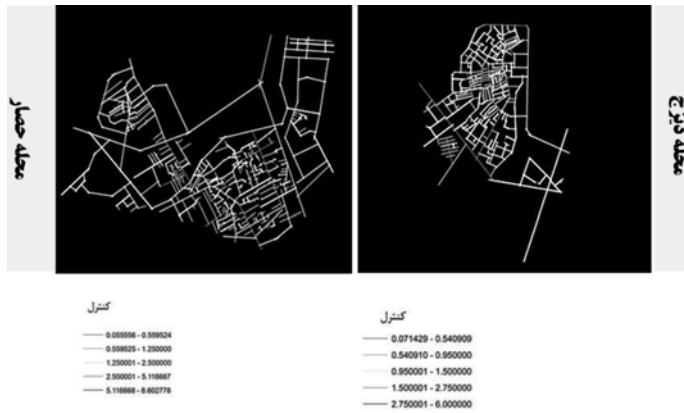 محله حصار
محله دیزج
کنترل
0.055556 - 0.559524
0.559525 - 1.250000
1.250001 - 2.500000
2.500001 - 5.116667
5.116668 - 8.602778
کنترل
0.071429 - 0.540909
0.540910 - 0.950000
0.950001 - 1.500000
1.500001 - 2.750000
2.750001 - 6.000000